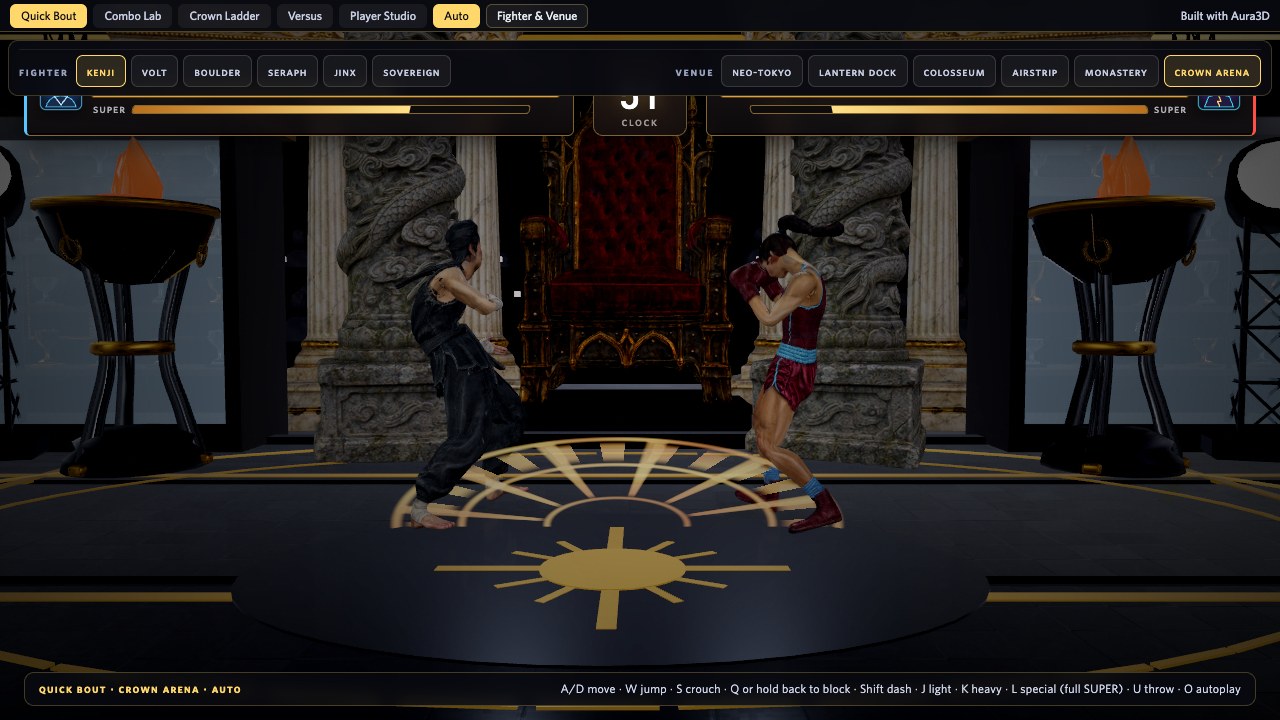 Quick Bout Combo Lab Crown Ladder Versus Player Studio Auto Fighter & Venue Built with Aura3D
FIGHTER KENJI VOLT BOULDER SERAPH JINX SOVEREIGN VENUE NEO-TOKYO LANTERN DOCK COLOSSEUM AIRSTRIP MONASTERY CROWN ARENA
SUPER SUPER
CLOCK
QUICK BOUT · CROWN ARENA · AUTO A/D move · W jump · S crouch · Q or hold back to block · Shift dash · J light · K heavy · L special (full SUPER) · U throw · O autoplay